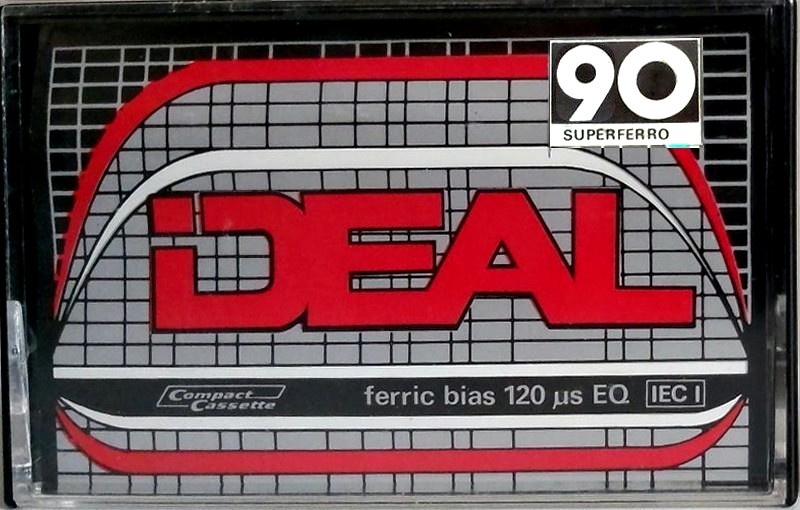 90
SUPERFERRO
iDEAL
Compact
Cassette
ferric bias 120 µs EQ IEC I